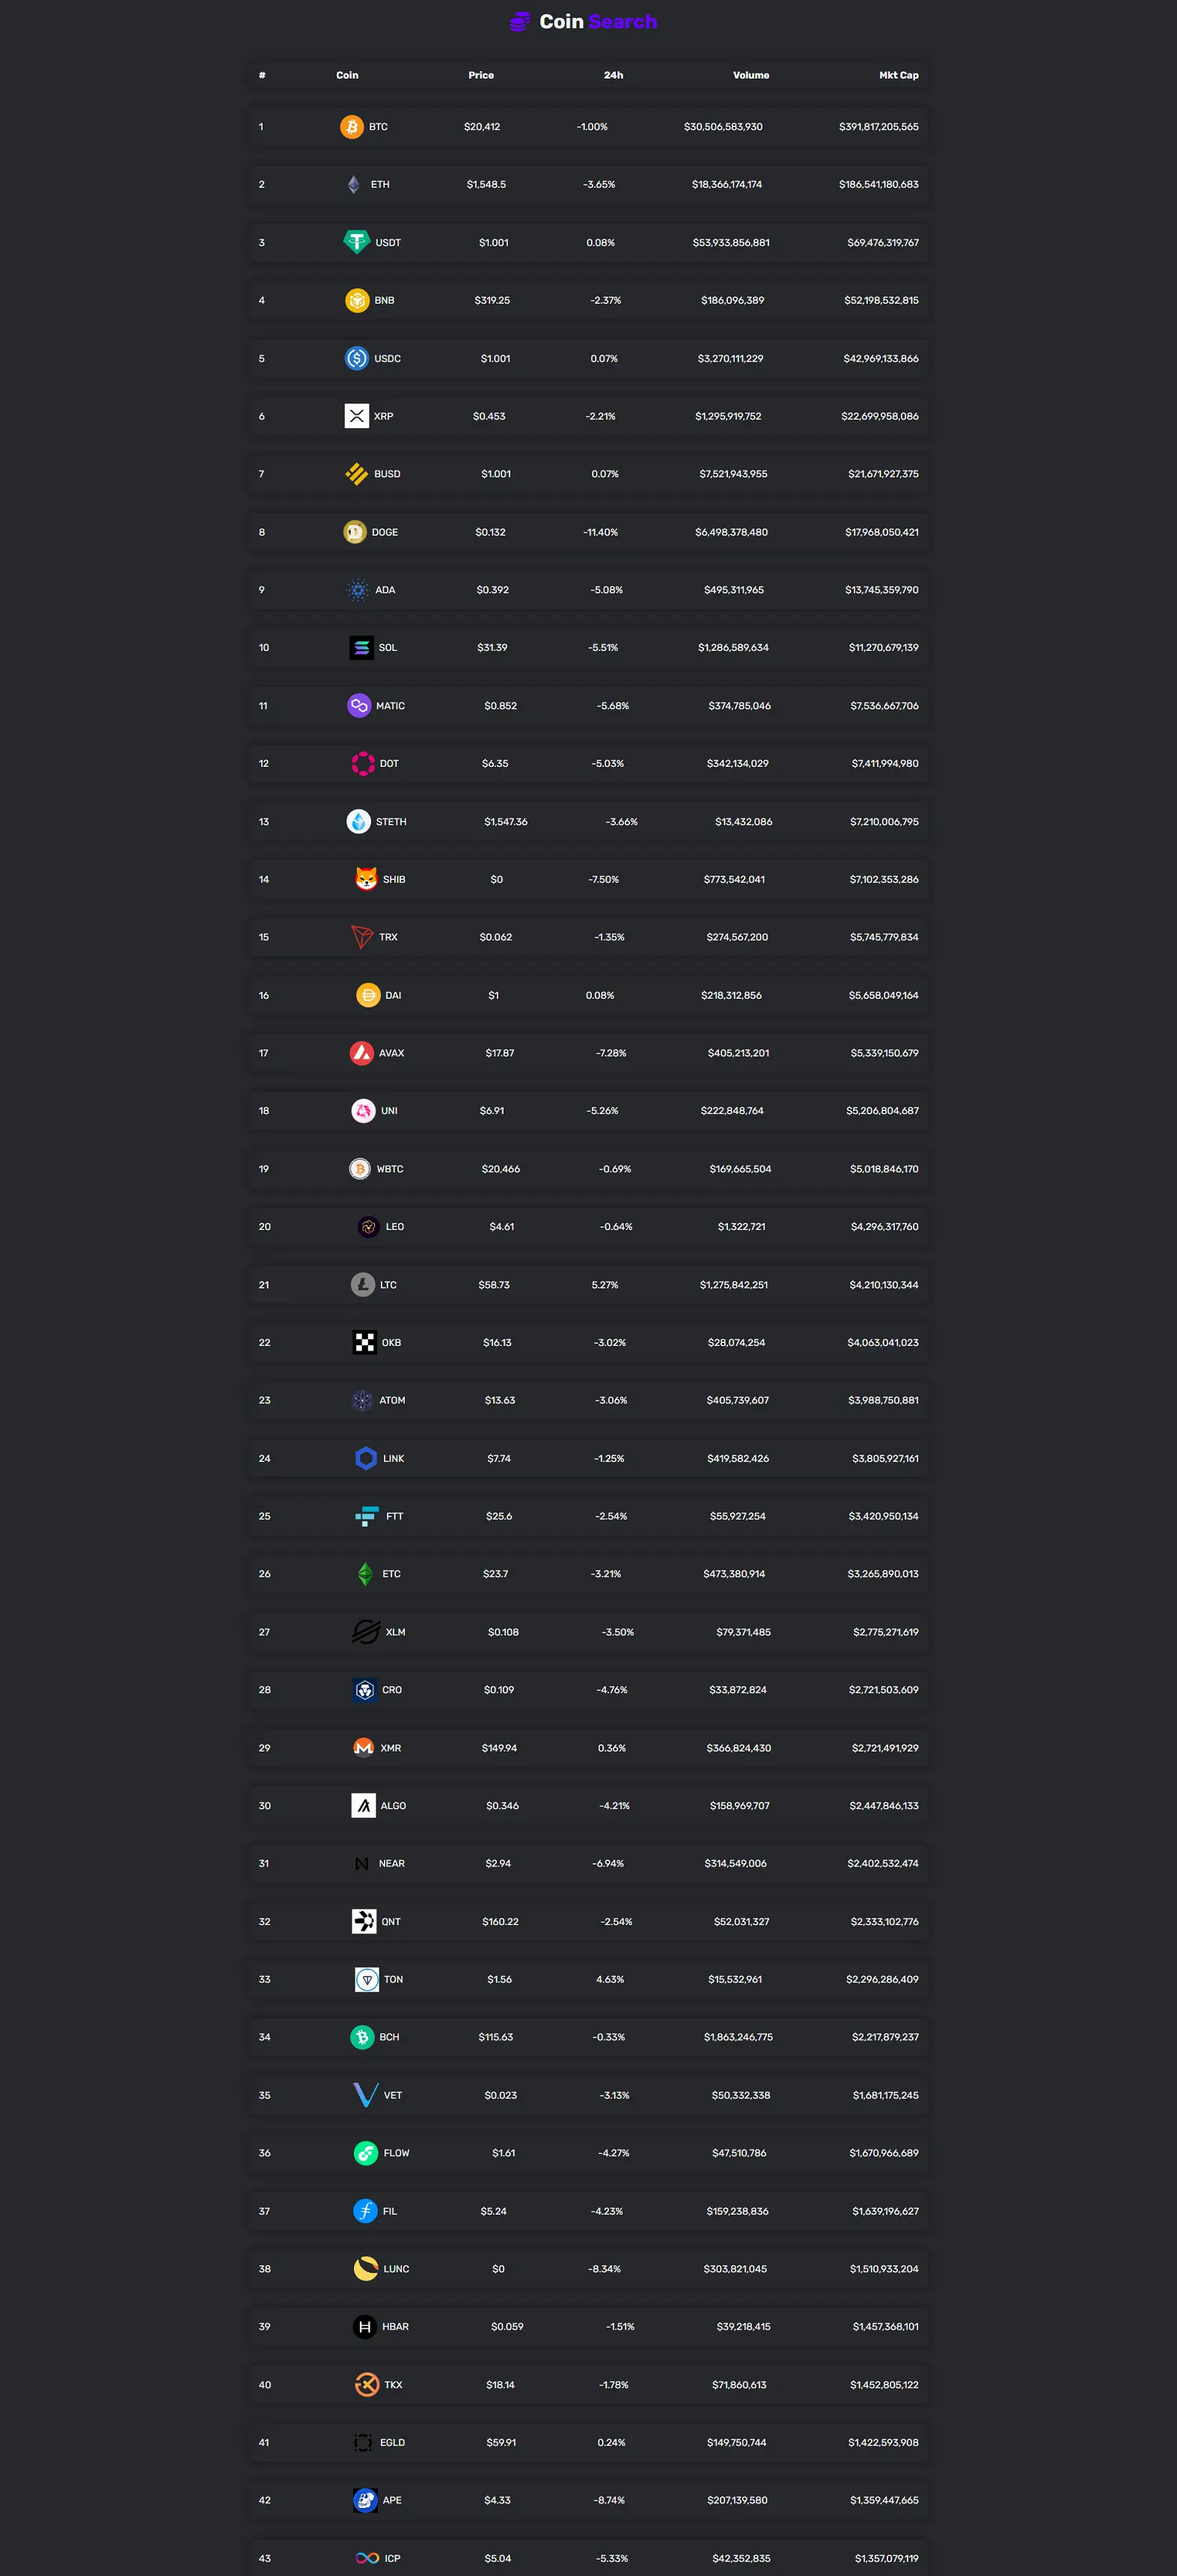 Coin Search
# Coin Price 24h Volume Mkt Cap
1 BTC $20,412 -1.00% $30,506,583,930 $391,817,205,565
2 ETH $1,548.5 -3.65% $18,366,174,174 $186,541,180,683
3 USDT $1.001 0.08% $53,933,856,881 $69,476,319,767
4 BNB $319.25 -2.37% $186,096,389 $52,198,532,815
5 USDC $1.001 0.07% $3,270,111,229 $42,969,133,866
6 XRP $0.453 -2.21% $1,295,919,752 $22,699,958,086
7 BUSD $1.001 0.07% $7,521,943,955 $21,671,927,375
8 DOGE $0.132 -11.40% $6,498,378,480 $17,968,050,421
9 ADA $0.392 -5.08% $495,311,965 $13,745,359,790
10 SOL $31.39 -5.51% $1,286,589,634 $11,270,679,139
11 MATIC $0.852 -5.68% $374,785,046 $7,536,667,706
12 DOT $6.35 -5.03% $342,134,029 $7,411,994,980
13 STETH $1,547.36 -3.66% $13,432,086 $7,210,006,795
14 SHIB $0 -7.50% $773,542,041 $7,102,353,286
15 TRX $0.062 -1.35% $274,567,200 $5,745,779,834
16 DAI $1 0.08% $218,312,856 $5,658,049,164
17 AVAX $17.87 -7.28% $405,213,201 $5,339,150,679
18 UNI $6.91 -5.26% $222,848,764 $5,206,804,687
19 WBTC $20,466 -0.69% $169,665,504 $5,018,846,170
20 LEO $4.61 -0.64% $1,322,721 $4,296,317,760
21 LTC $58.73 5.27% $1,275,842,251 $4,210,130,344
22 OKB $16.13 -3.02% $28,074,254 $4,063,041,023
23 ATOM $13.63 -3.06% $405,739,607 $3,988,750,881
24 LINK $7.74 -1.25% $419,582,426 $3,805,927,161
25 FTT $25.6 -2.54% $55,927,254 $3,420,950,134
26 ETC $23.7 -3.21% $473,380,914 $3,265,890,013
27 XLM $0.108 -3.50% $79,371,485 $2,775,271,619
28 CRO $0.109 -4.76% $33,872,824 $2,721,503,609
29 XMR $149.94 0.36% $366,824,430 $2,721,491,929
30 ALGO $0.346 -4.21% $158,969,707 $2,447,846,133
31 NEAR $2.94 -6.94% $314,549,006 $2,402,532,474
32 QNT $160.22 -2.54% $52,031,327 $2,333,102,776
33 TON $1.56 4.63% $15,532,961 $2,296,286,409
34 BCH $115.63 -0.33% $1,863,246,775 $2,217,879,237
35 VET $0.023 -3.13% $50,332,338 $1,681,175,245
36 FLOW $1.61 -4.27% $47,510,786 $1,670,966,689
37 FIL $5.24 -4.23% $159,238,836 $1,639,196,627
38 LUNC $0 -8.34% $303,821,045 $1,510,933,204
39 HBAR $0.059 -1.51% $39,218,415 $1,457,368,101
40 TKX $18.14 -1.78% $71,860,613 $1,452,805,122
41 EGLD $59.91 0.24% $149,750,744 $1,422,593,908
42 APE $4.33 -8.74% $207,139,580 $1,359,447,665
43 ICP $5.04 -5.33% $42,352,835 $1,357,079,119